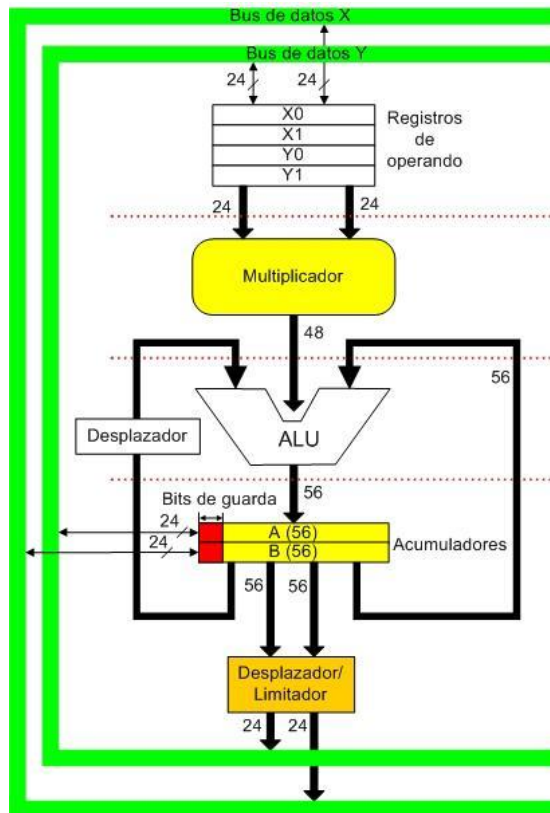 Bus de datos X
Bus de datos Y
24
24
X0
X1
Y0
Y1
Registros
de
operando
24
24
Multiplicador
48
56
Desplazador
ALU
56
Bits de guarda
24
24
A (56)
B (56)
Acumuladores
56
56
Desplazador/
Limitador
24
24